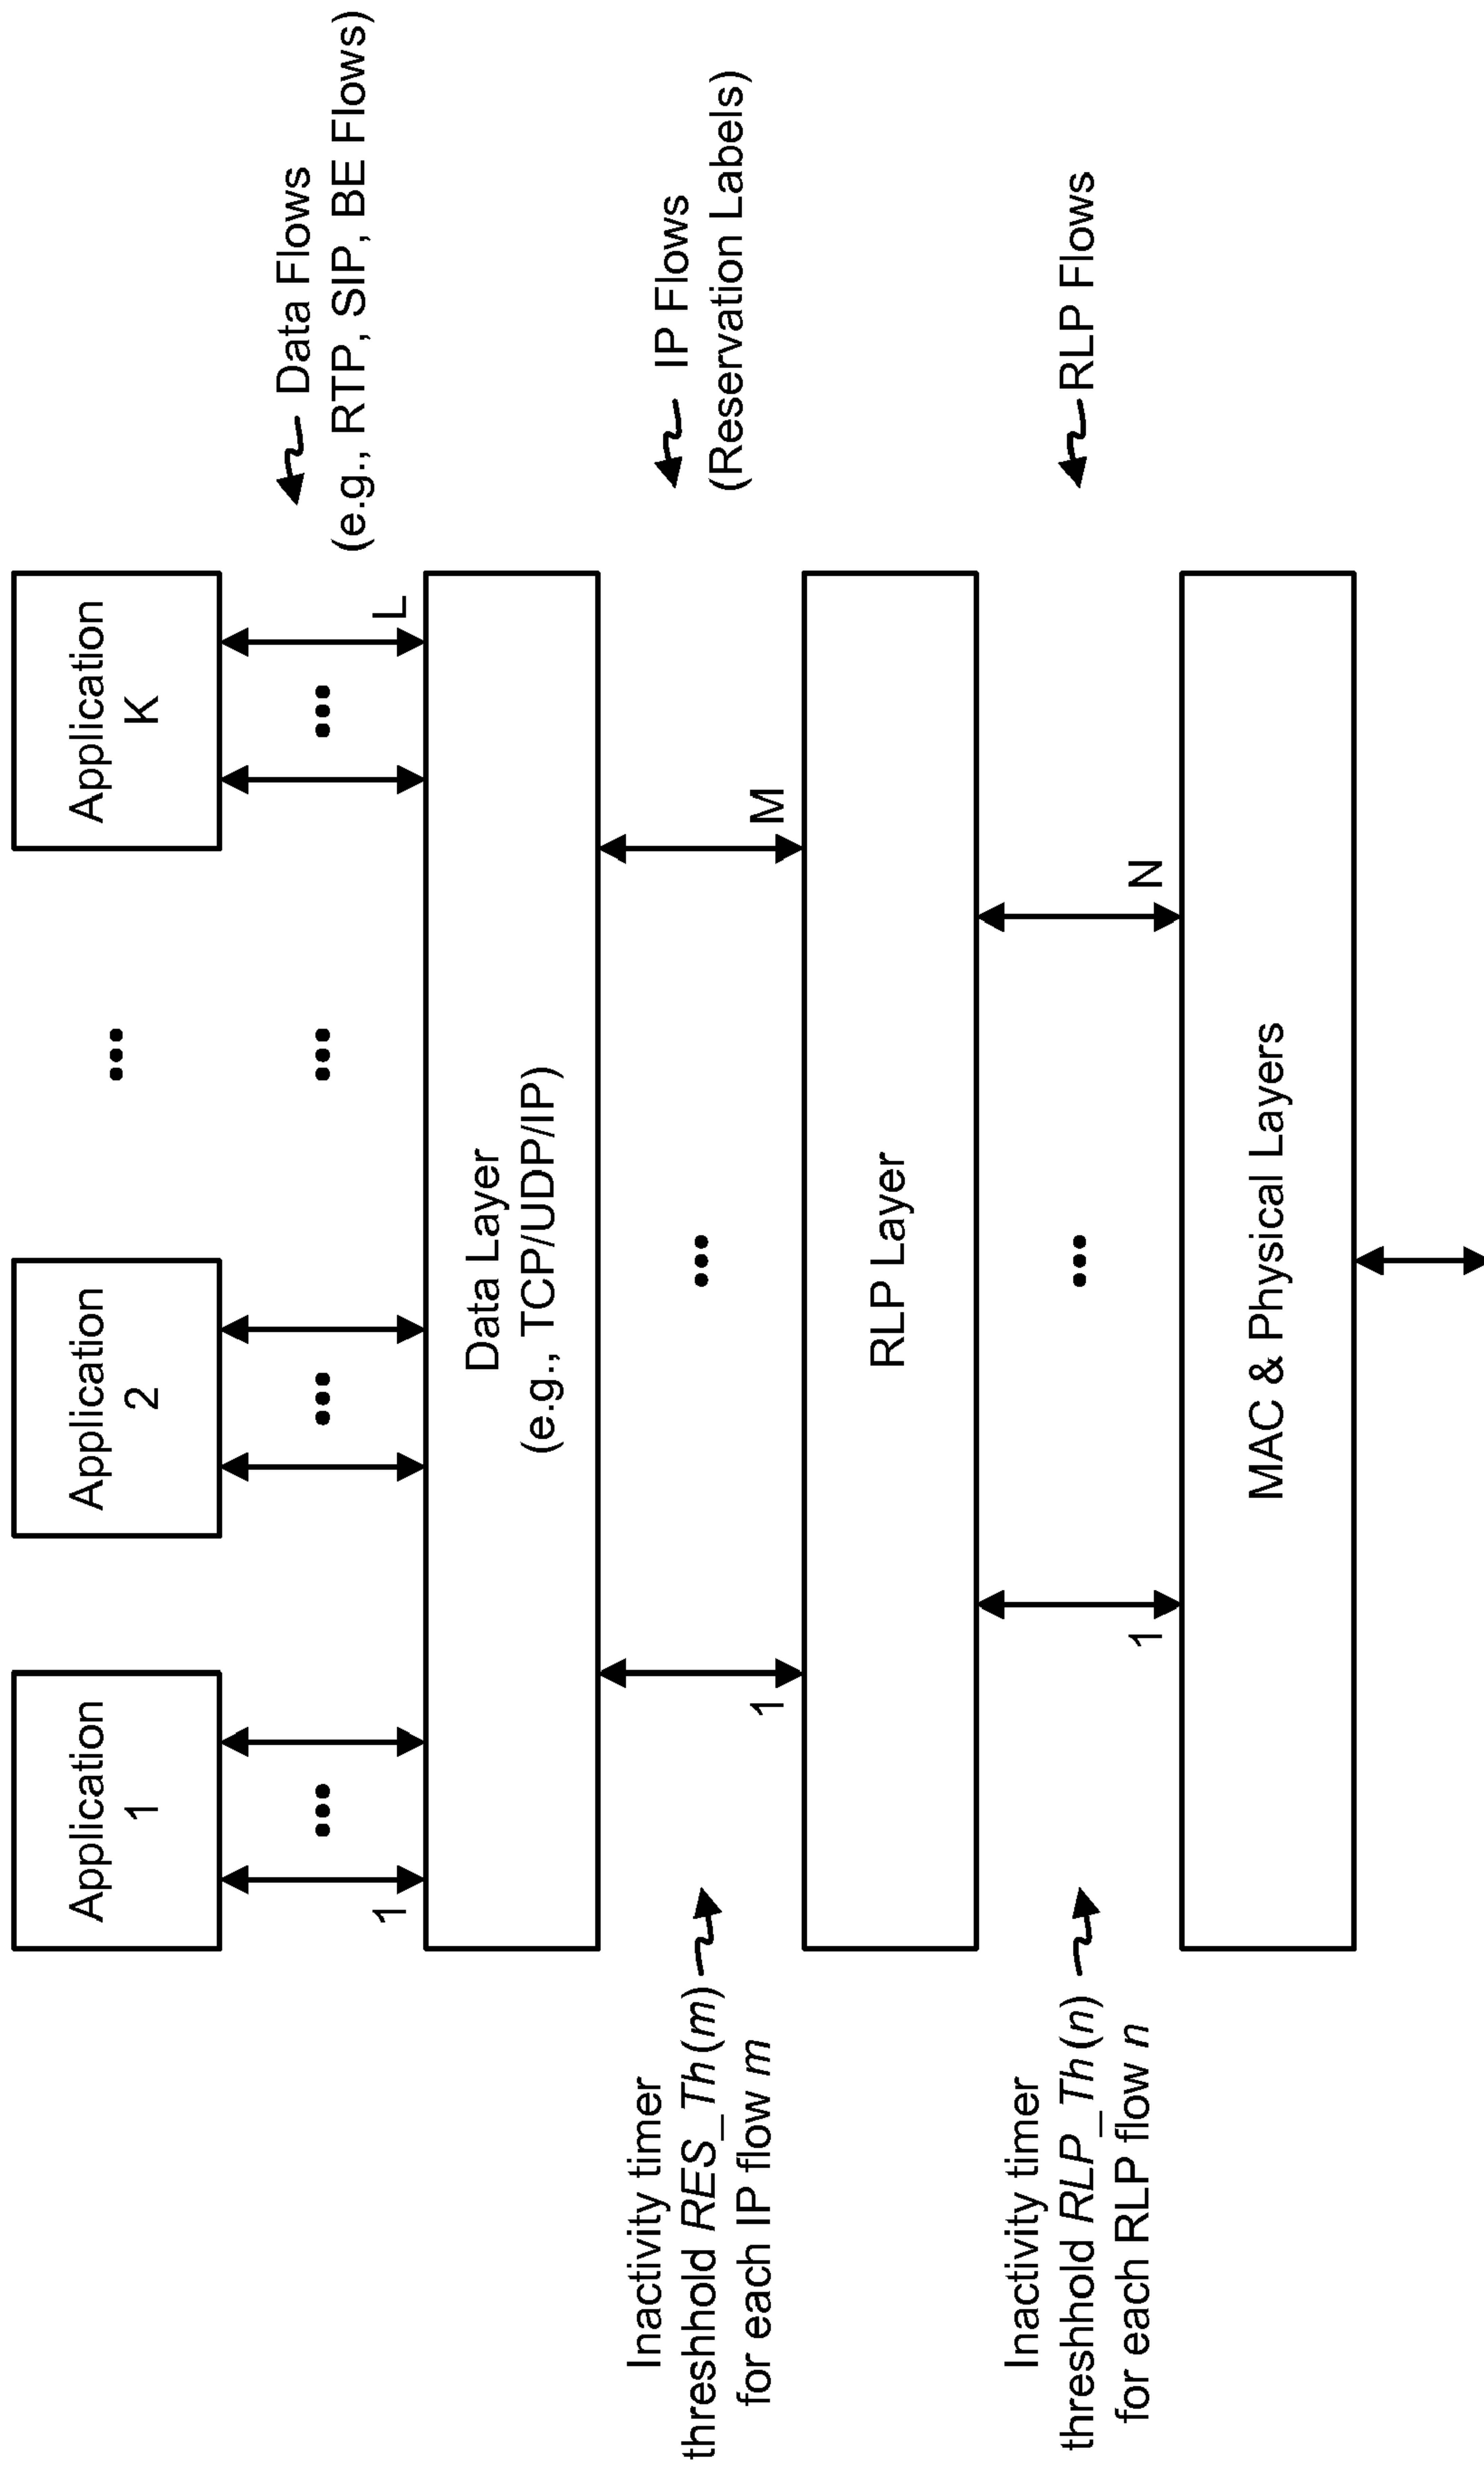 Application
1
Application
2
•••
Application
K
1
•••
•••
•••
•••
L
Data Flows
(e.g., RTP, SIP, BE Flows)
Data Layer
(e.g., TCP/UDP/IP)
Inactivity timer
threshhold RES_Th(m)
for each IP flow m
1
•••
M
IP Flows
(Reservation Labels)
RLP Layer
Inactivity timer
threshhold RLP_Th(n)
for each RLP flow n
1
•••
N
RLP Flows
MAC & Physical Layers